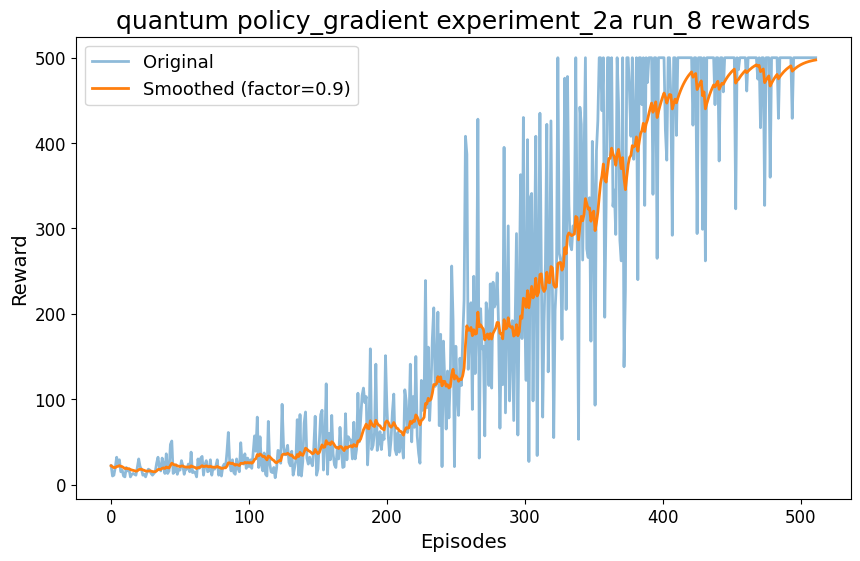 quantum policy_gradient experiment_2a run_8 rewards
Original
Smoothed (factor=0.9)
Reward
500
400
300
200
100
0
0 100 200 300 400 500
Episodes